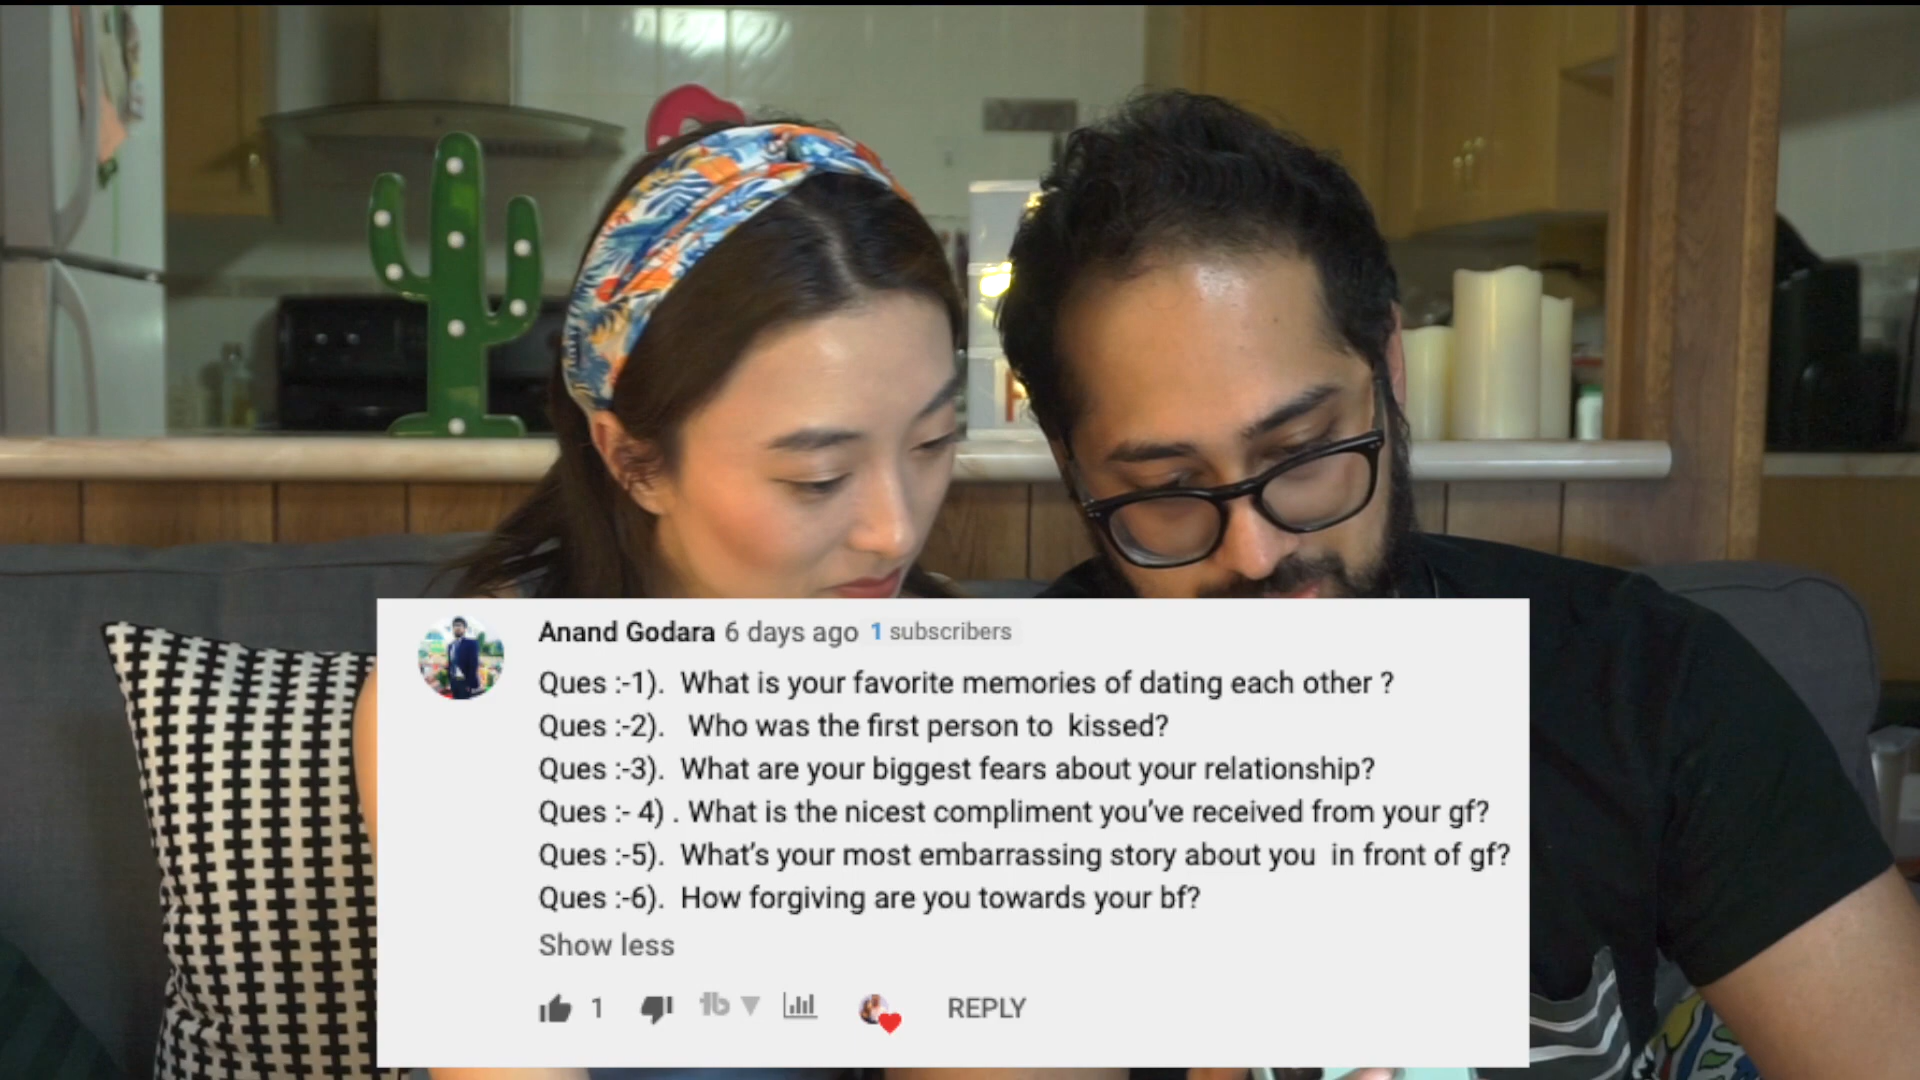 Anand Godara 6 days ago 1 subscribers
Ques :-1). What is your favorite memories of dating each other ?
Ques :-2). Who was the first person to kissed?
Ques :-3). What are your biggest fears about your relationship?
Ques :- 4) . What is the nicest compliment you've received from your gf?
Ques :-5). What's your most embarrassing story about you in front of gf?
Ques :-6). How forgiving are you towards your bf?
Show less
1 tb REPLY